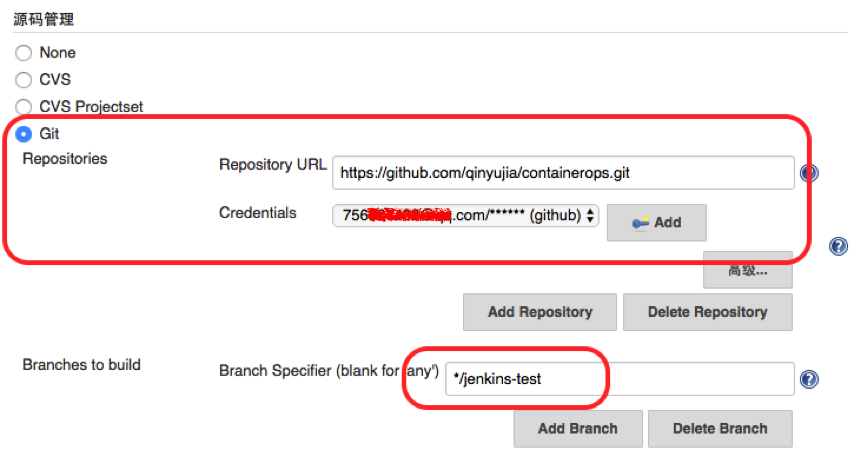 源码管理
None
CVS
CVS Projectset
Git
Repositories
Repository URL
https://github.com/qinyujia/containerops.git
Credentials
756 .com/****** (github)
Add
高级...
Add Repository
Delete Repository
Branches to build
Branch Specifier (blank for 'any')
*/jenkins-test
Add Branch
Delete Branch